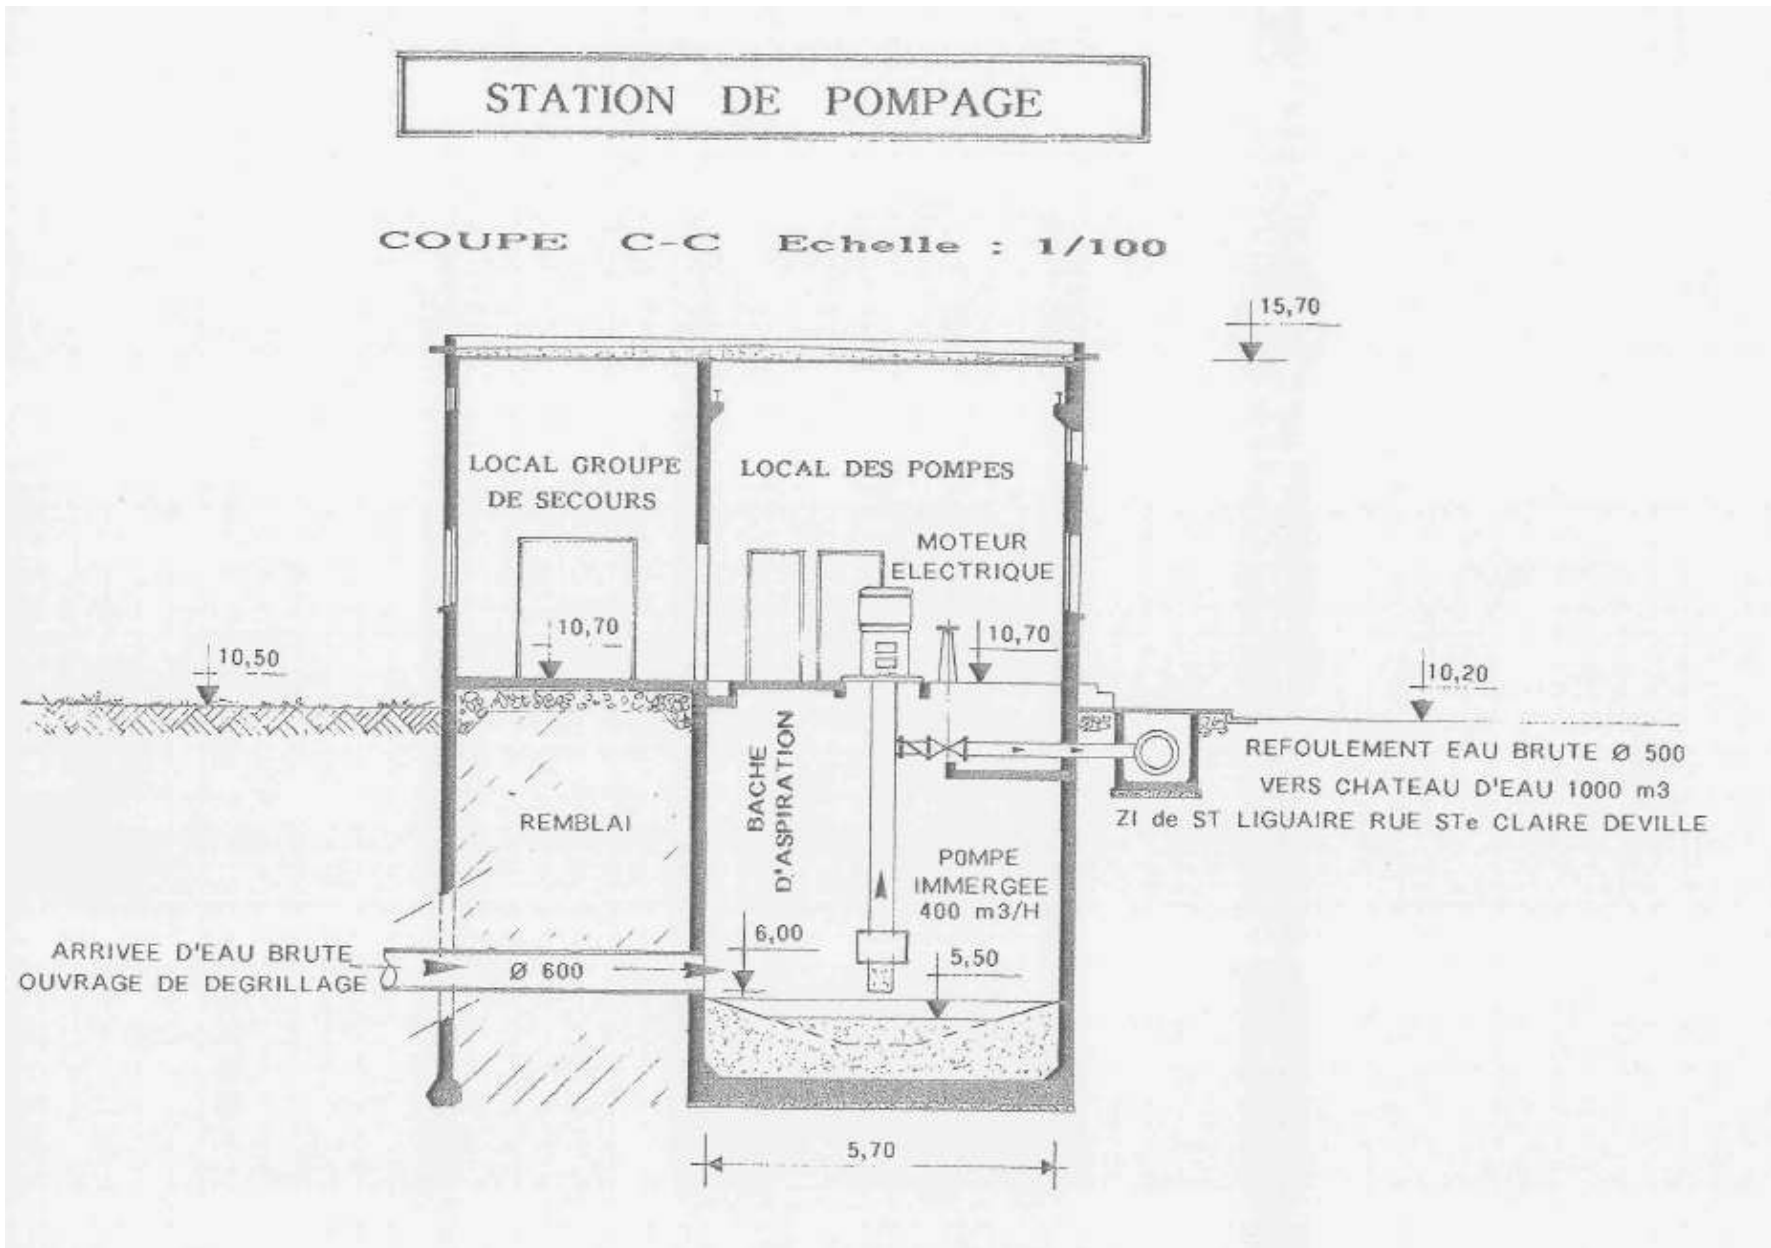 STATION DE POMPAGE
COUPE C-C Echelle : 1/100
15,70
LOCAL GROUPE
DE SECOURS
LOCAL DES POMPES
MOTEUR
ELECTRIQUE
10,70
10,70
10,50
10,20
BACHE
D'ASPIRATION
REFOULEMENT EAU BRUTE Ø 500
VERS CHATEAU D'EAU 1000 m3
ZI de ST LIGUAIRE RUE STe CLAIRE DEVILLE
REMBLAI
POMPE
IMMERGEE
400 m3/H
ARRIVEE D'EAU BRUTE
OUVRAGE DE DEGRILLAGE
Ø 600
6,00
5,50
5,70